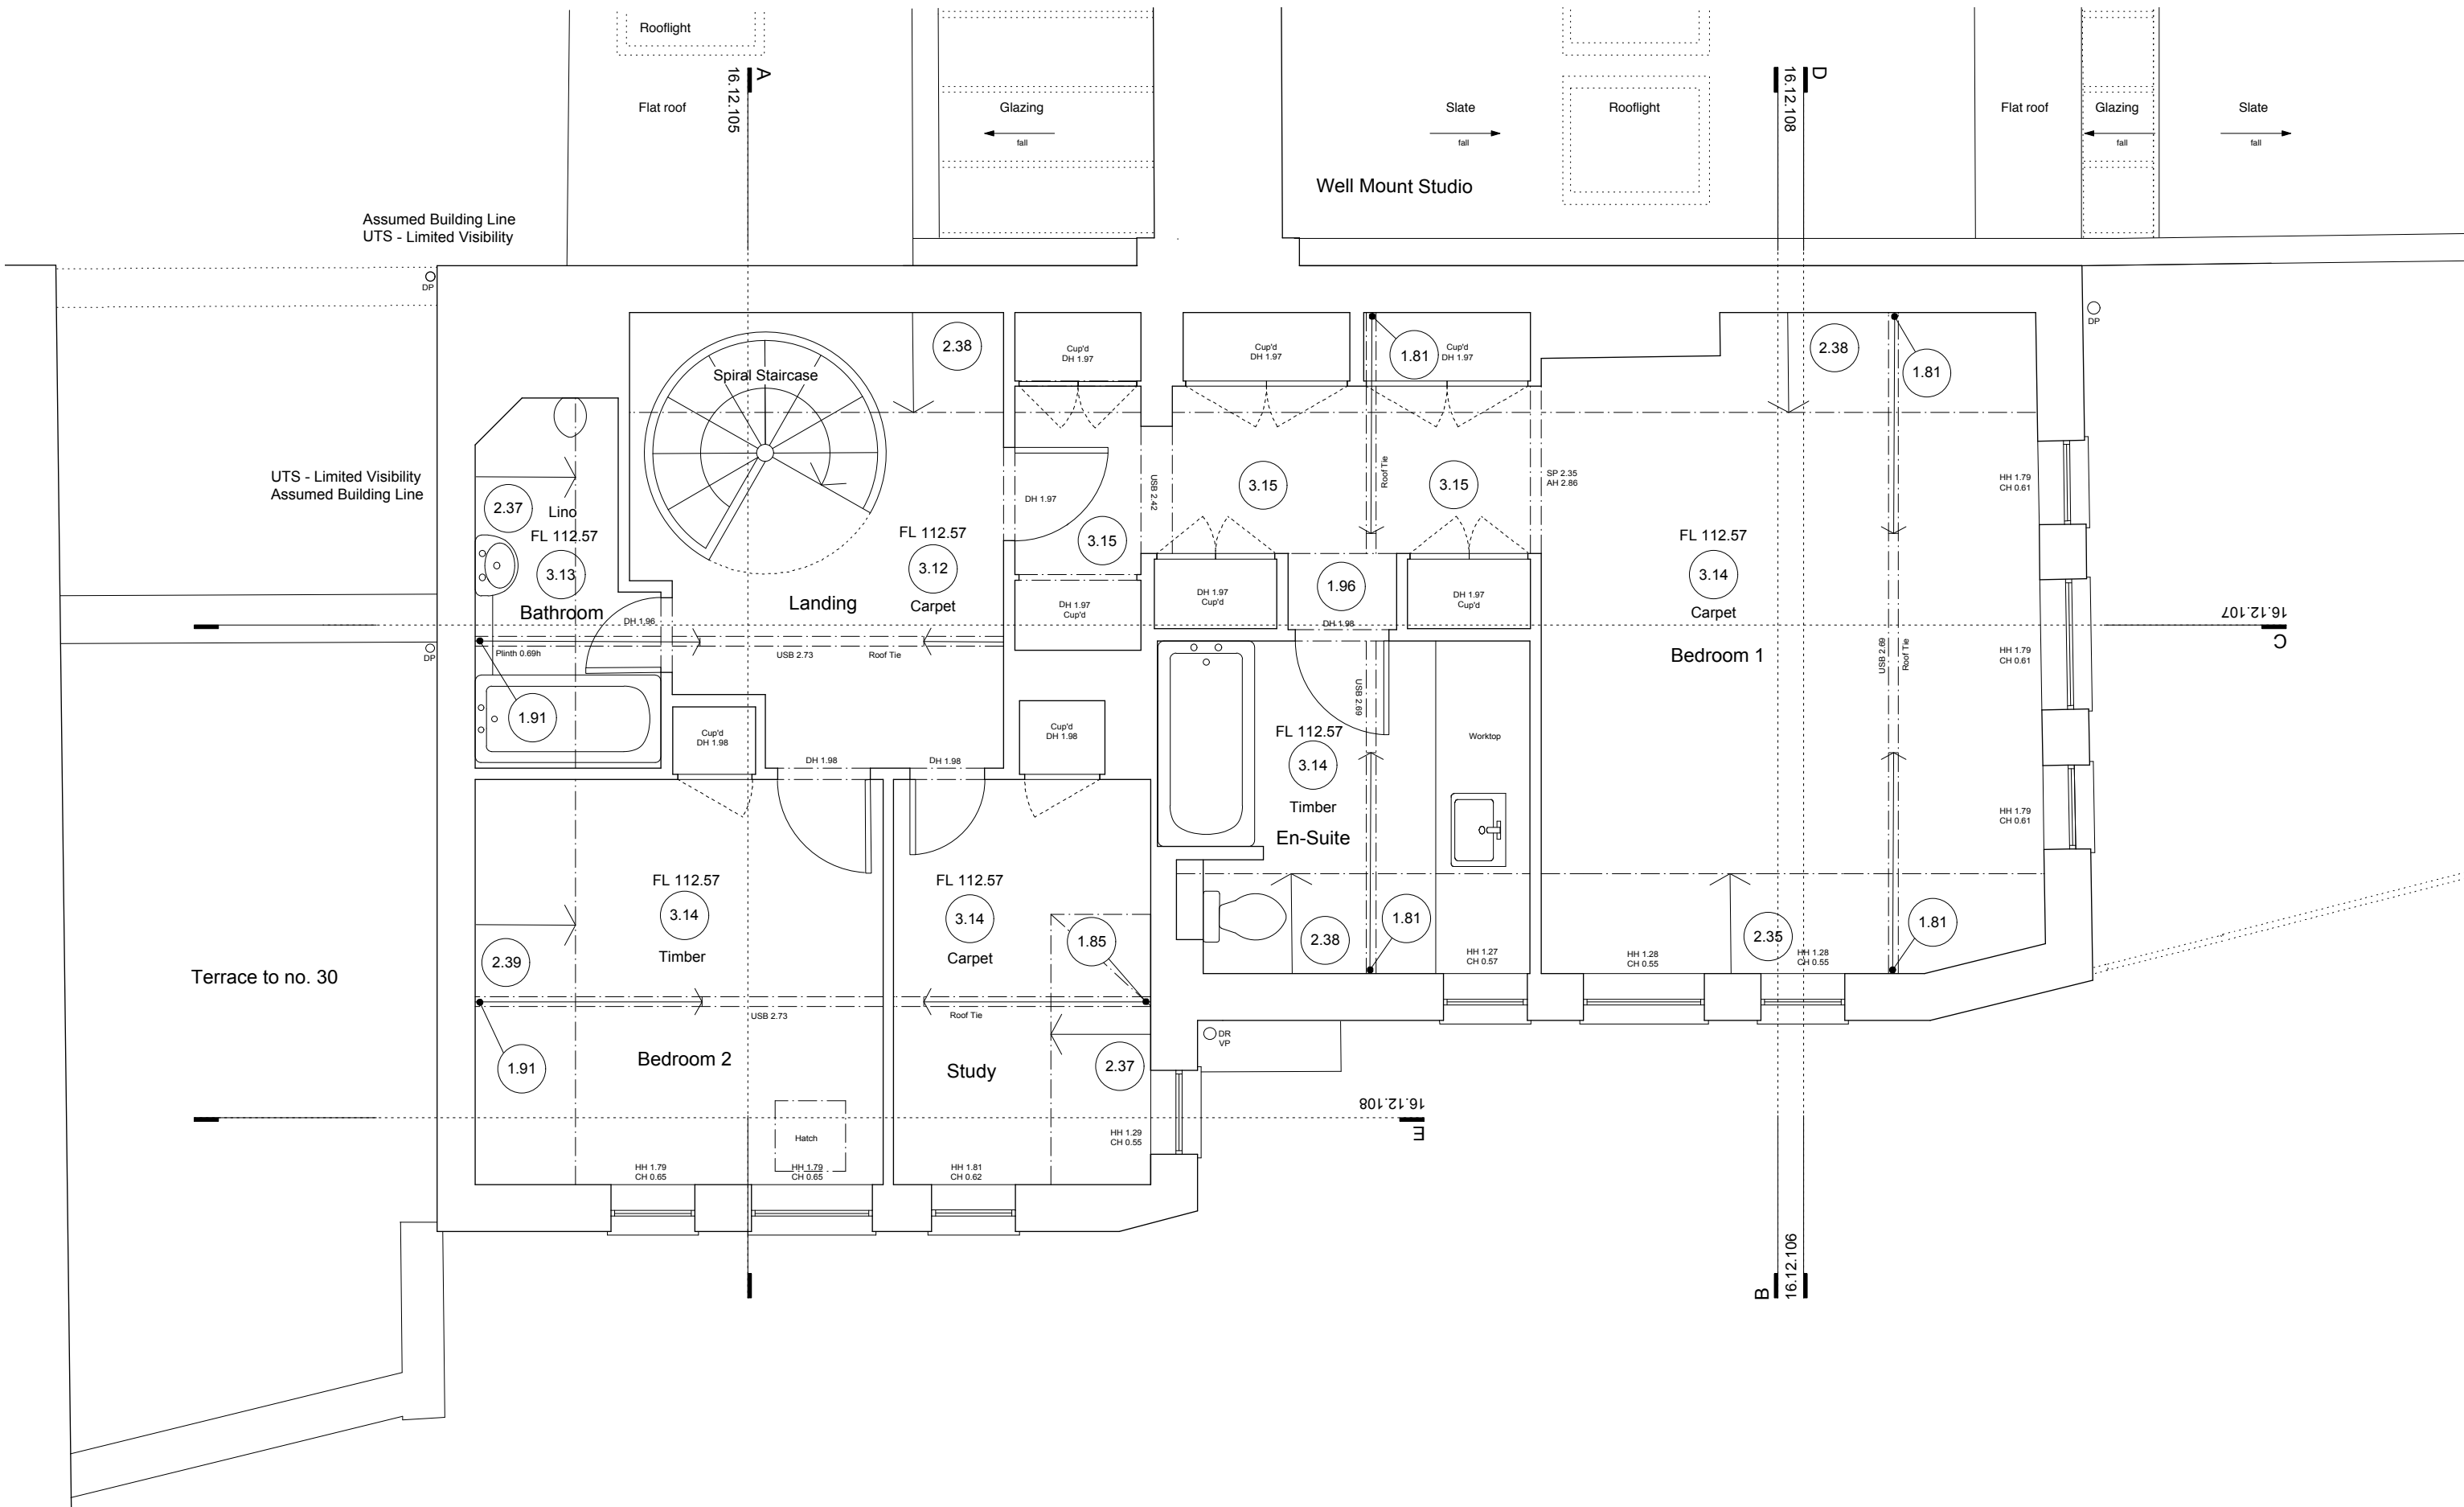 Rooflight
A
16.12.105
D
16.12.108
Flat roof
Glazing
fall
Slate
fall
Rooflight
Flat roof
Glazing
fall
Slate
fall
Well Mount Studio
Assumed Building Line
UTS - Limited Visibility
DP
DP
2.38
Cup'd
DH 1.97
Cup'd
DH 1.97
1.81
Cup'd
DH 1.97
2.38
1.81
Spiral Staircase
UTS - Limited Visibility
Assumed Building Line
2.37
Lino
FL 112.57
3.13
Bathroom
DH 1.97
USB 2.42
3.15
3.15
Roof Tie
3.15
SP 2.35
AH 2.86
HH 1.79
CH 0.61
FL 112.57
3.12
Carpet
Landing
FL 112.57
3.14
Carpet
Bedroom 1
DH 1.97
Cup'd
DH 1.97
Cup'd
1.96
DH 1.98
DH 1.97
Cup'd
16.12.107
C
DP
Plinth 0.69h
DH 1.96
USB 2.73
Roof Tie
USB 2.69
USB 2.69
Roof Tie
HH 1.79
CH 0.61
1.91
Cup'd
DH 1.98
Cup'd
DH 1.98
DH 1.98
DH 1.98
FL 112.57
3.14
Timber
En-Suite
Worktop
HH 1.79
CH 0.61
FL 112.57
3.14
Timber
FL 112.57
3.14
Carpet
1.85
2.38
1.81
HH 1.27
CH 0.57
HH 1.28
CH 0.55
2.35
HH 1.28
CH 0.55
1.81
2.39
Terrace to no. 30
USB 2.73
Roof Tie
1.91
Bedroom 2
Study
2.37
DR
VP
16.12.108
E
Hatch
HH 1.29
CH 0.55
HH 1.79
CH 0.65
HH 1.79
CH 0.65
HH 1.81
CH 0.62
B
16.12.106